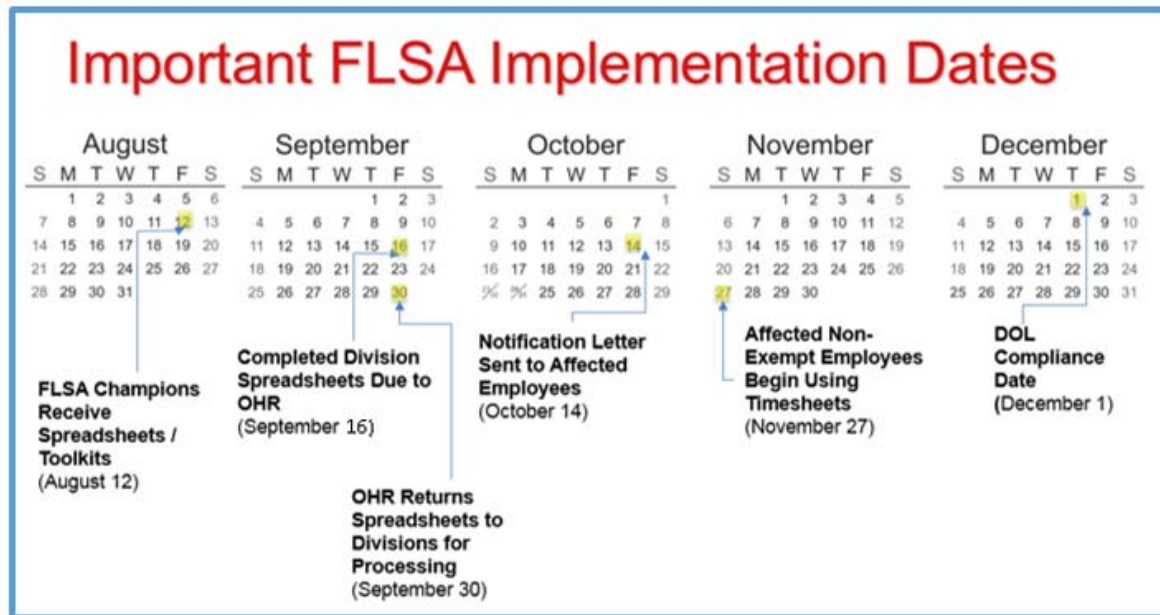 Important FLSA Implementation Dates
August
S M T W T F S
1 2 3 4 5 6
7 8 9 10 11 12 13
14 15 16 17 18 19 20
21 22 23 24 25 26 27
28 29 30 31
FLSA Champions
Receive
Spreadsheets /
Toolkits
(August 12)
September
S M T W T F S
1 2 3
4 5 6 7 8 9 10
11 12 13 14 15 16 17
18 19 20 21 22 23 24
25 26 27 28 29 30
Completed Division
Spreadsheets Due to
OHR
(September 16)
OHR Returns
Spreadsheets to
Divisions for
Processing
(September 30)
October
S M T W T F S
1
2 3 4 5 6 7 8
9 10 11 12 13 14 15
16 17 18 19 20 21 22
25 26 27 28 29
Notification Letter
Sent to Affected
Employees
(October 14)
November
S M T W T F S
1 2 3 4 5
6 7 8 9 10 11 12
13 14 15 16 17 18 19
20 21 22 23 24 25 26
27 28 29 30
Affected Non-
Exempt Employees
Begin Using
Timesheets
(November 27)
December
S M T W T F S
1 2 3
4 5 6 7 8 9 10
11 12 13 14 15 16 17
18 19 20 21 22 23 24
25 26 27 28 29 30 31
DOL
Compliance
Date
(December 1)